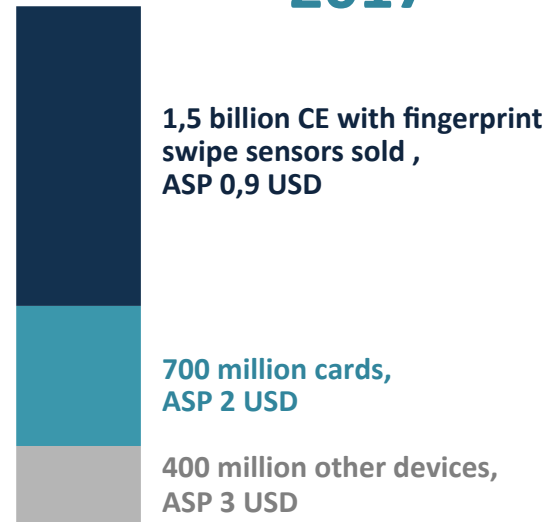 2017
1,5 billion CE with fingerprint
swipe sensors sold ,
ASP 0,9 USD
700 million cards,
ASP 2 USD
400 million other devices,
ASP 3 USD